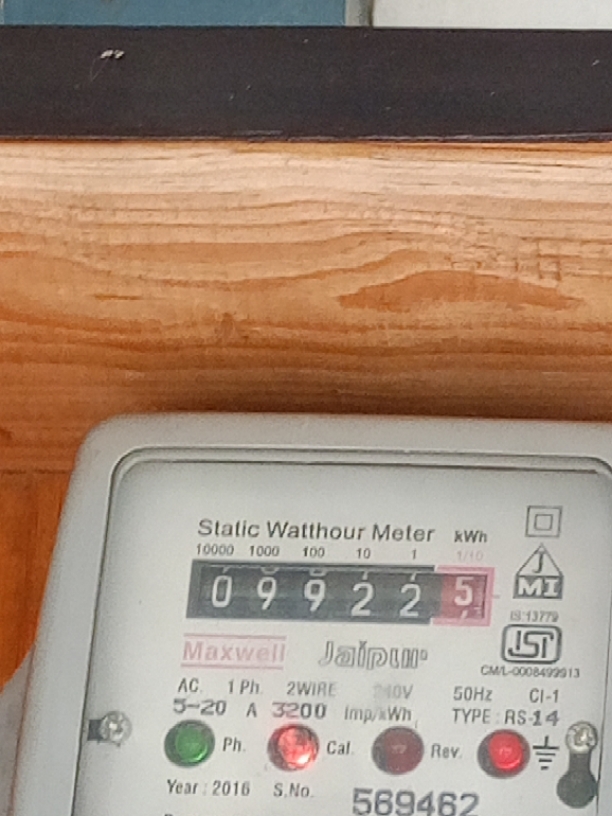 Static Watthour Meter kWh
10000 1000 100 10 1 1/10
0 9 9 2 2 5
J
MI
IS:13779
ISI
Maxwell Jaipur
CM/L-0008499913
AC. 1 Ph. 2WIRE 240V 50Hz CI-1
5-20 A 3200 Imp/kWh TYPE : RS-14
Ph. Cal. Rev.
Year : 2016 S.No. 569462